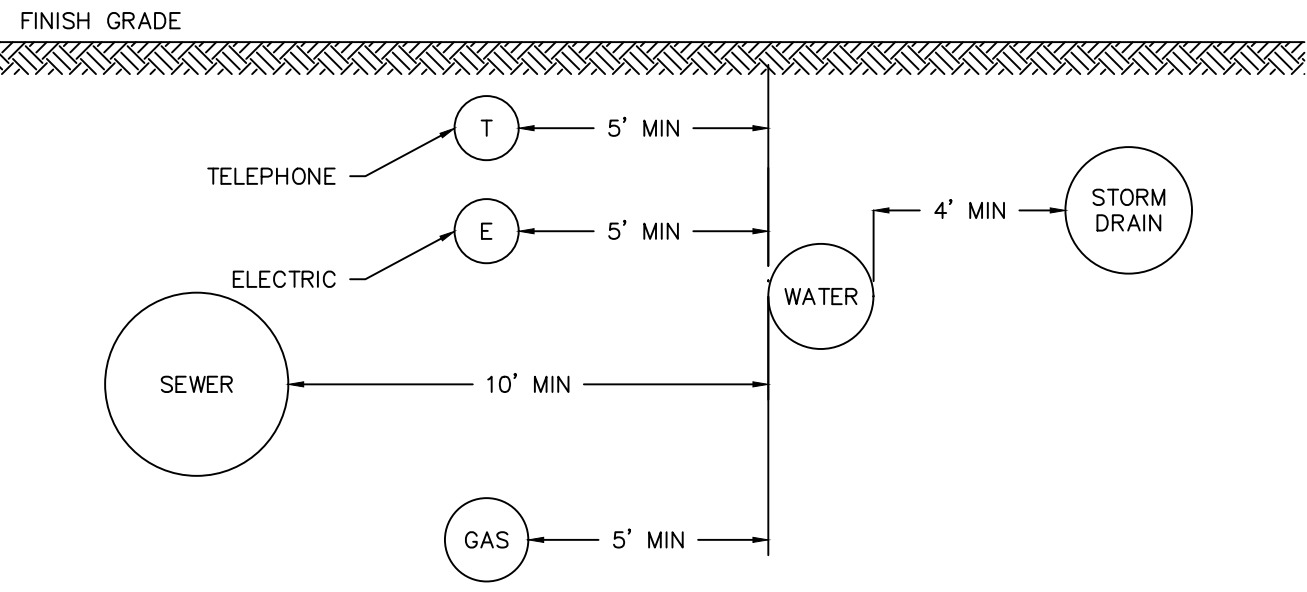 FINISH GRADE
T
5' MIN
TELEPHONE
E
5' MIN
ELECTRIC
4' MIN
STORM
DRAIN
WATER
SEWER
10' MIN
GAS
5' MIN